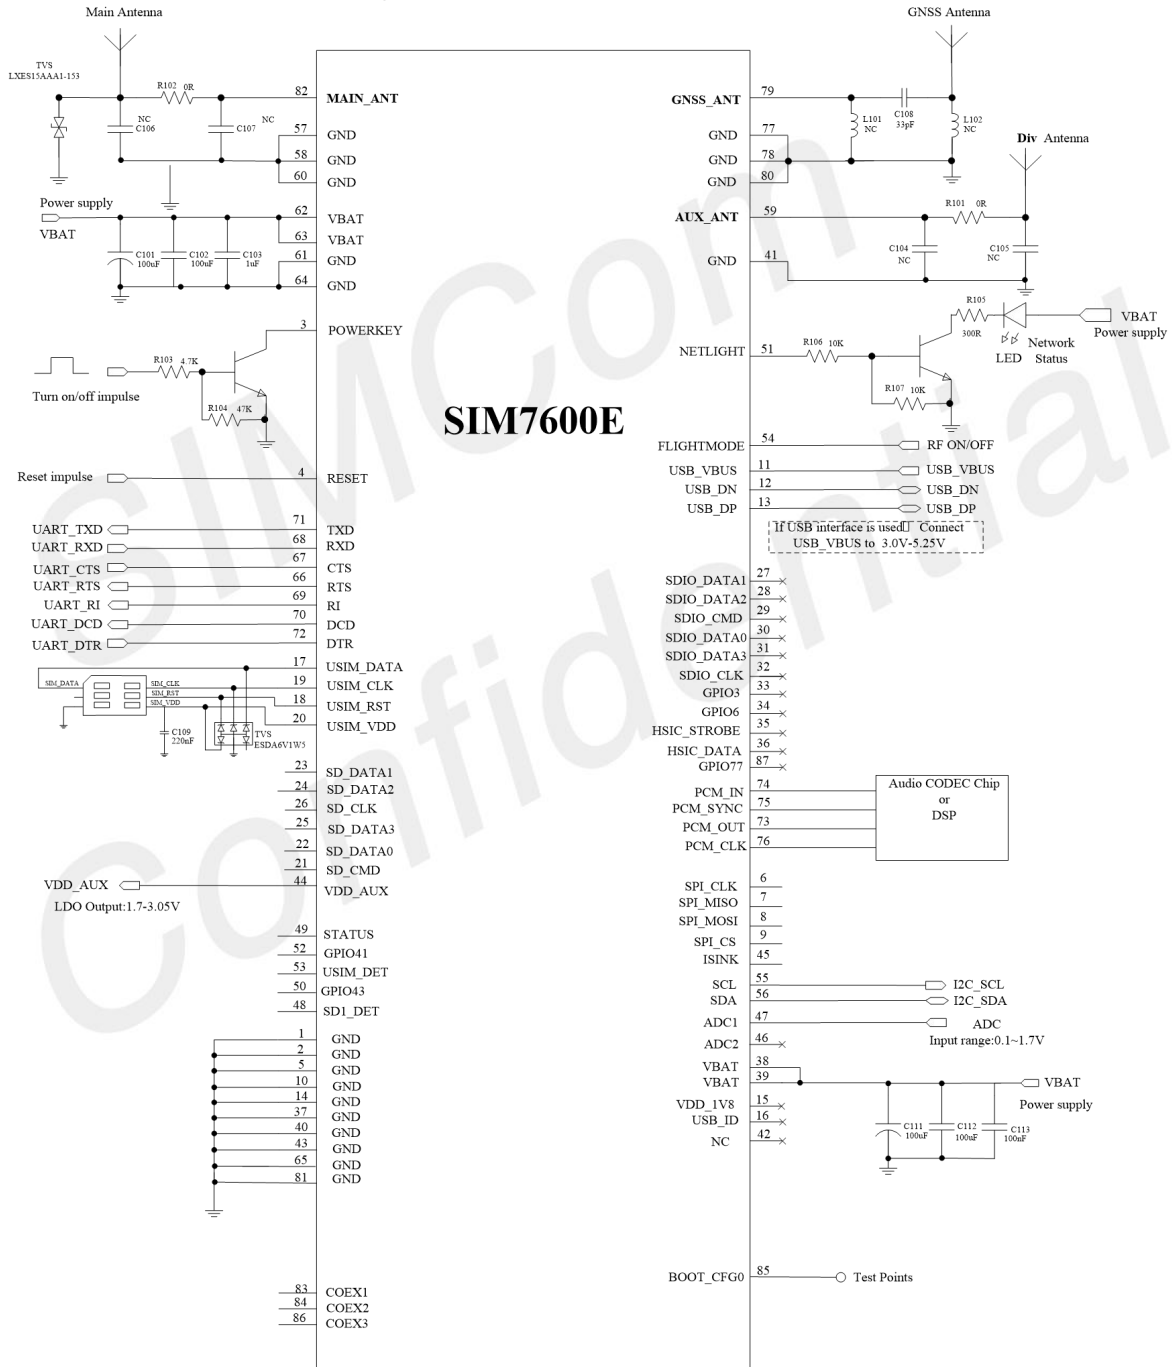 Main Antenna
GNSS Antenna
TVS
LXES15AAA1-153
R102 0R
82
MAIN_ANT
NC
C106
NC
C107
57
GND
58
GND
60
GND
79
GNSS_ANT
L101
NC
C108
33pF
L102
NC
77
GND
78
GND
80
GND
Div Antenna
Power supply
VBAT
62
VBAT
63
VBAT
61
GND
64
GND
C101
100uF
C102
100uF
C103
1uF
59
AUX_ANT
R101 0R
C104
NC
C105
NC
41
GND
3
POWERKEY
R103 4.7K
R104 47K
Turn on/off impulse
R105
300R
VBAT
Power supply
LED
Network
Status
51
NETLIGHT
R106 10K
R107 10K
SIM7600E
54
FLIGHTMODE
RF ON/OFF
Reset impulse
4
RESET
11
USB_VBUS
USB_VBUS
12
USB_DN
USB_DN
13
USB_DP
USB_DP
If USB interface is used Connect
USB_VBUS to 3.0V-5.25V
UART_TXD
71
TXD
UART_RXD
68
RXD
UART_CTS
67
CTS
UART_RTS
66
RTS
UART_RI
69
RI
UART_DCD
70
DCD
UART_DTR
72
DTR
27
SDIO_DATA1
28
SDIO_DATA2
29
SDIO_CMD
30
SDIO_DATA0
31
SDIO_DATA3
32
SDIO_CLK
33
GPIO3
34
GPIO6
35
HSIC_STROBE
36
HSIC_DATA
87
GPIO77
17
USIM_DATA
19
USIM_CLK
18
USIM_RST
20
USIM_VDD
SIM_DATA
SIM_CLK
SIM_RST
SIM_VDD
C109
220nF
TVS
ESDA6V1W5
23
SD_DATA1
24
SD_DATA2
26
SD_CLK
25
SD_DATA3
22
SD_DATA0
21
SD_CMD
VDD_AUX
44
VDD_AUX
LDO Output:1.7-3.05V
74
PCM_IN
75
PCM_SYNC
73
PCM_OUT
76
PCM_CLK
Audio CODEC Chip
or
DSP
6
SPI_CLK
7
SPI_MISO
8
SPI_MOSI
9
SPI_CS
45
ISINK
49
STATUS
52
GPIO41
53
USIM_DET
50
GPIO43
48
SD1_DET
55
SCL
I2C_SCL
56
SDA
I2C_SDA
47
ADC1
ADC
Input range:0.1~1.7V
46
ADC2
38
VBAT
39
VBAT
VBAT
Power supply
15
VDD_1V8
16
USB_ID
42
NC
C111
100uF
C112
100uF
C113
100nF
1
GND
2
GND
5
GND
10
GND
14
GND
37
GND
40
GND
43
GND
65
GND
81
GND
85
BOOT_CFG0
Test Points
83
COEX1
84
COEX2
86
COEX3
SIMCom
Confidential